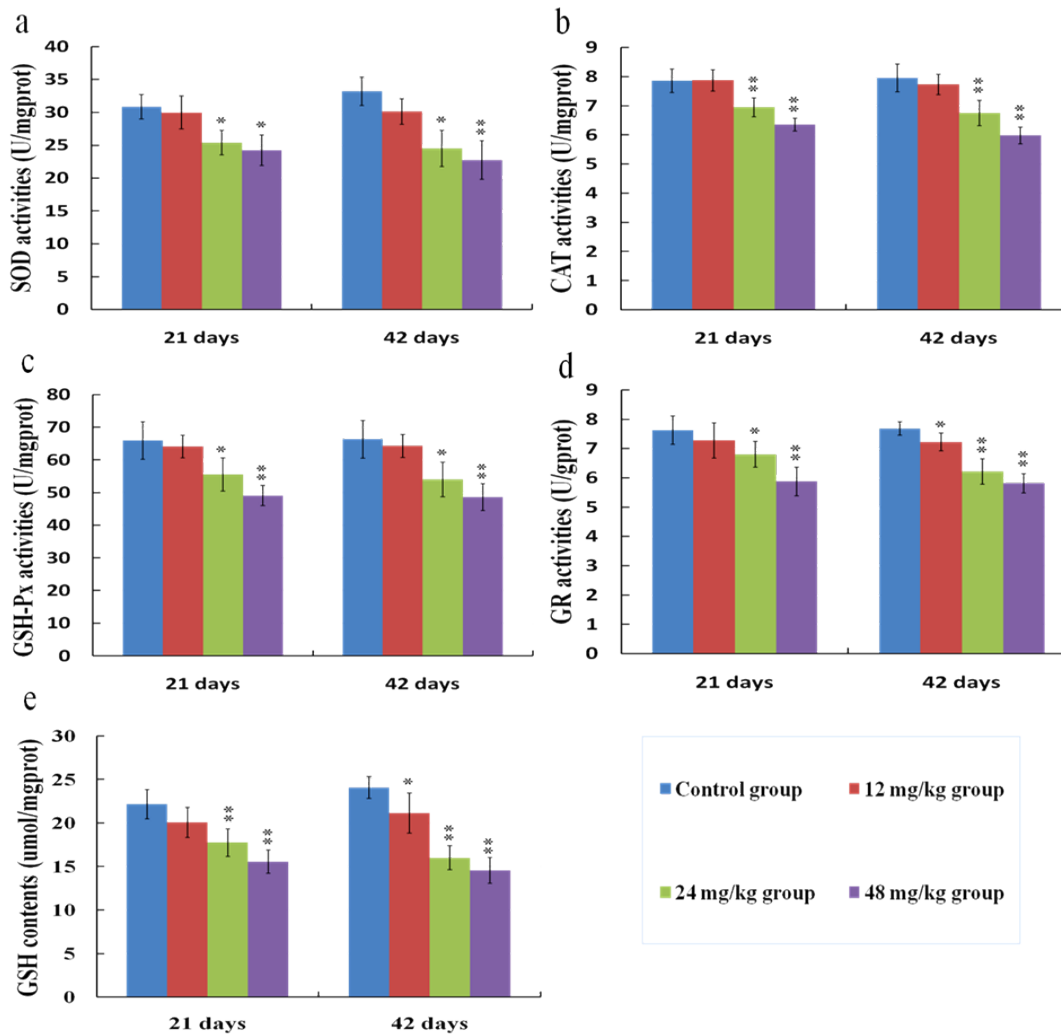 a
SOD activities (U/mgprot)
40
35
30
25
20
15
10
5
0
* * * **
21 days 42 days
b
CAT activities (U/mgprot)
9
8
7
6
5
4
3
2
1
0
** ** ** **
21 days 42 days
c
GSH-Px activities (U/mgprot)
80
70
60
50
40
30
20
10
0
* ** * **
21 days 42 days
d
GR activities (U/gprot)
9
8
7
6
5
4
3
2
1
0
* ** * ** **
21 days 42 days
e
GSH contents (umol/mgprot)
30
25
20
15
10
5
0
** ** * ** **
21 days 42 days
Control group 12 mg/kg group
24 mg/kg group 48 mg/kg group